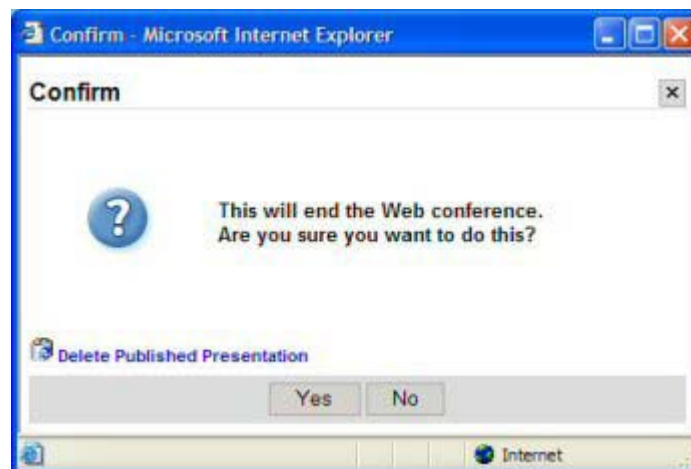 Confirm - Microsoft Internet Explorer
Confirm
This will end the Web conference.
Are you sure you want to do this?
Delete Published Presentation
Yes No
Internet